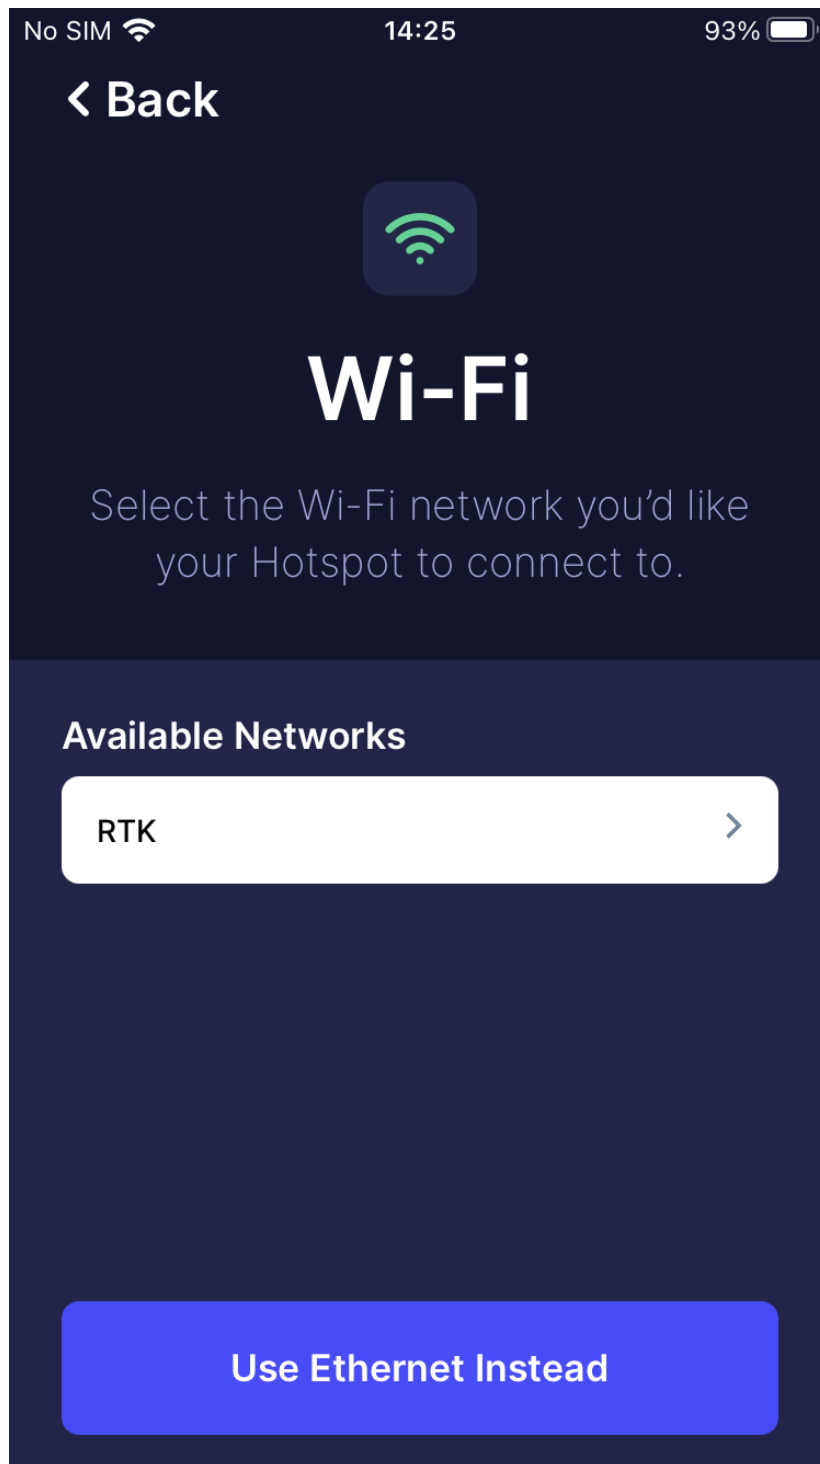 No SIM 14:25 93%
Back
Wi-Fi
Select the Wi-Fi network you’d like
your Hotspot to connect to.
Available Networks
RTK
Use Ethernet Instead